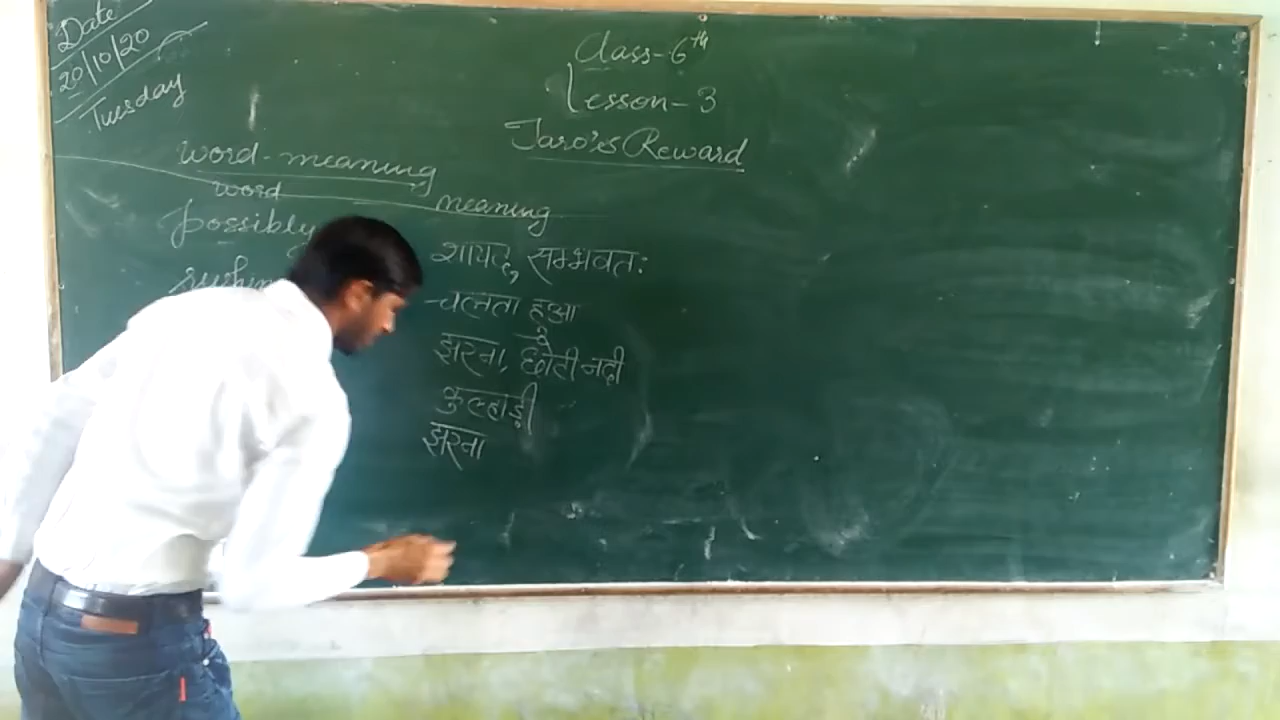 Date
20/10/20
Tuesday
Class-6th
Lesson-3
Taro's Reward
word-meaning
word meaning
possibly शायद, सम्भवतः
चलता हुआ
झरना, छोटी नदी
कुल्हाड़ी
झरना